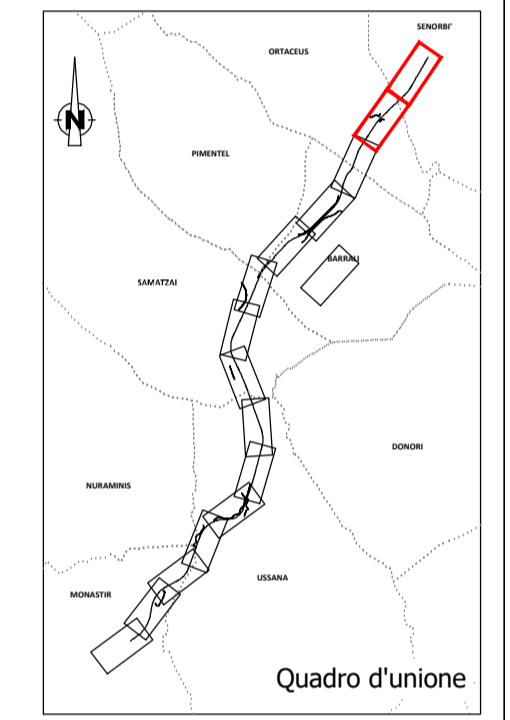 SENORBI'
ORTACEUS
N
PIMENTEL
BARRALI
SAMATZAI
DONORI
NURAMINIS
USSANA
MONASTIR
Quadro d'unione